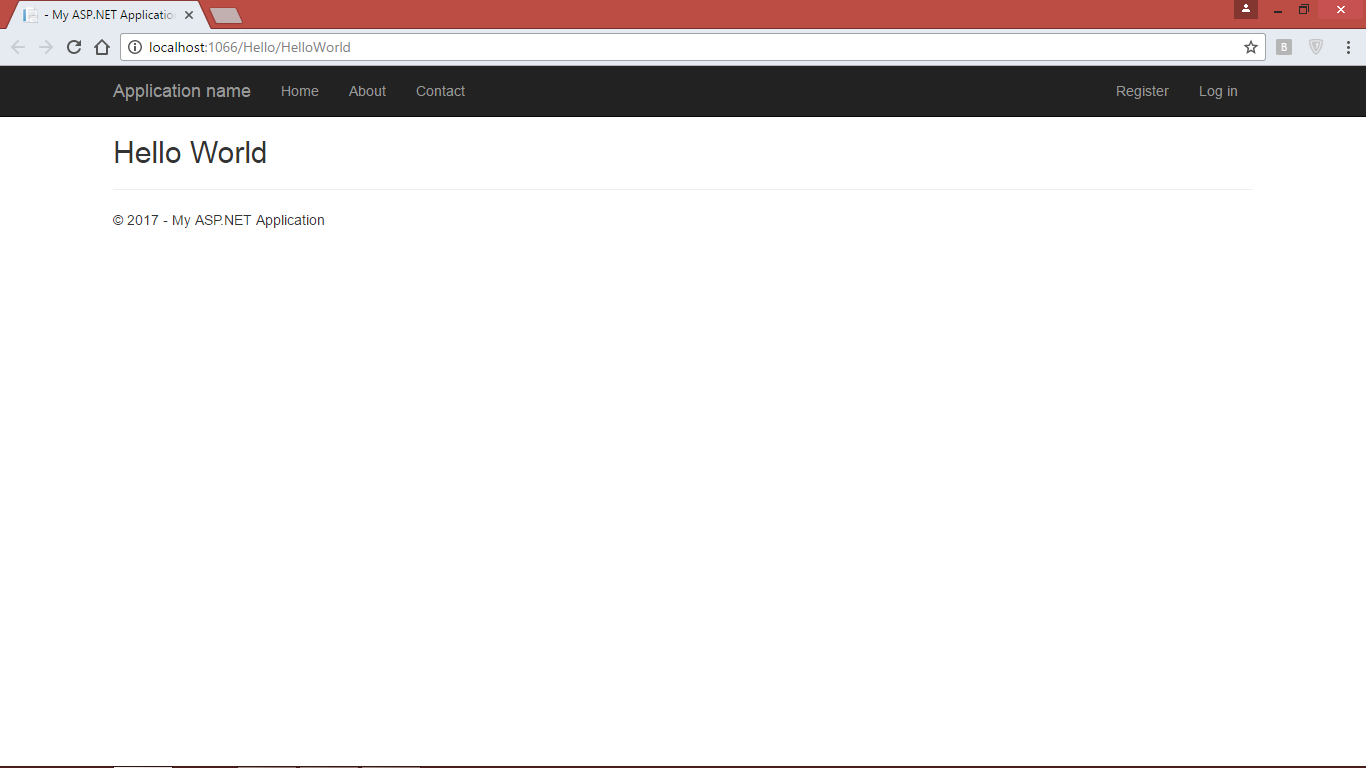 - My ASP.NET Applicatio
localhost:1066/Hello/HelloWorld
B
Application name Home About Contact Register Log in
Hello World
© 2017 - My ASP.NET Application